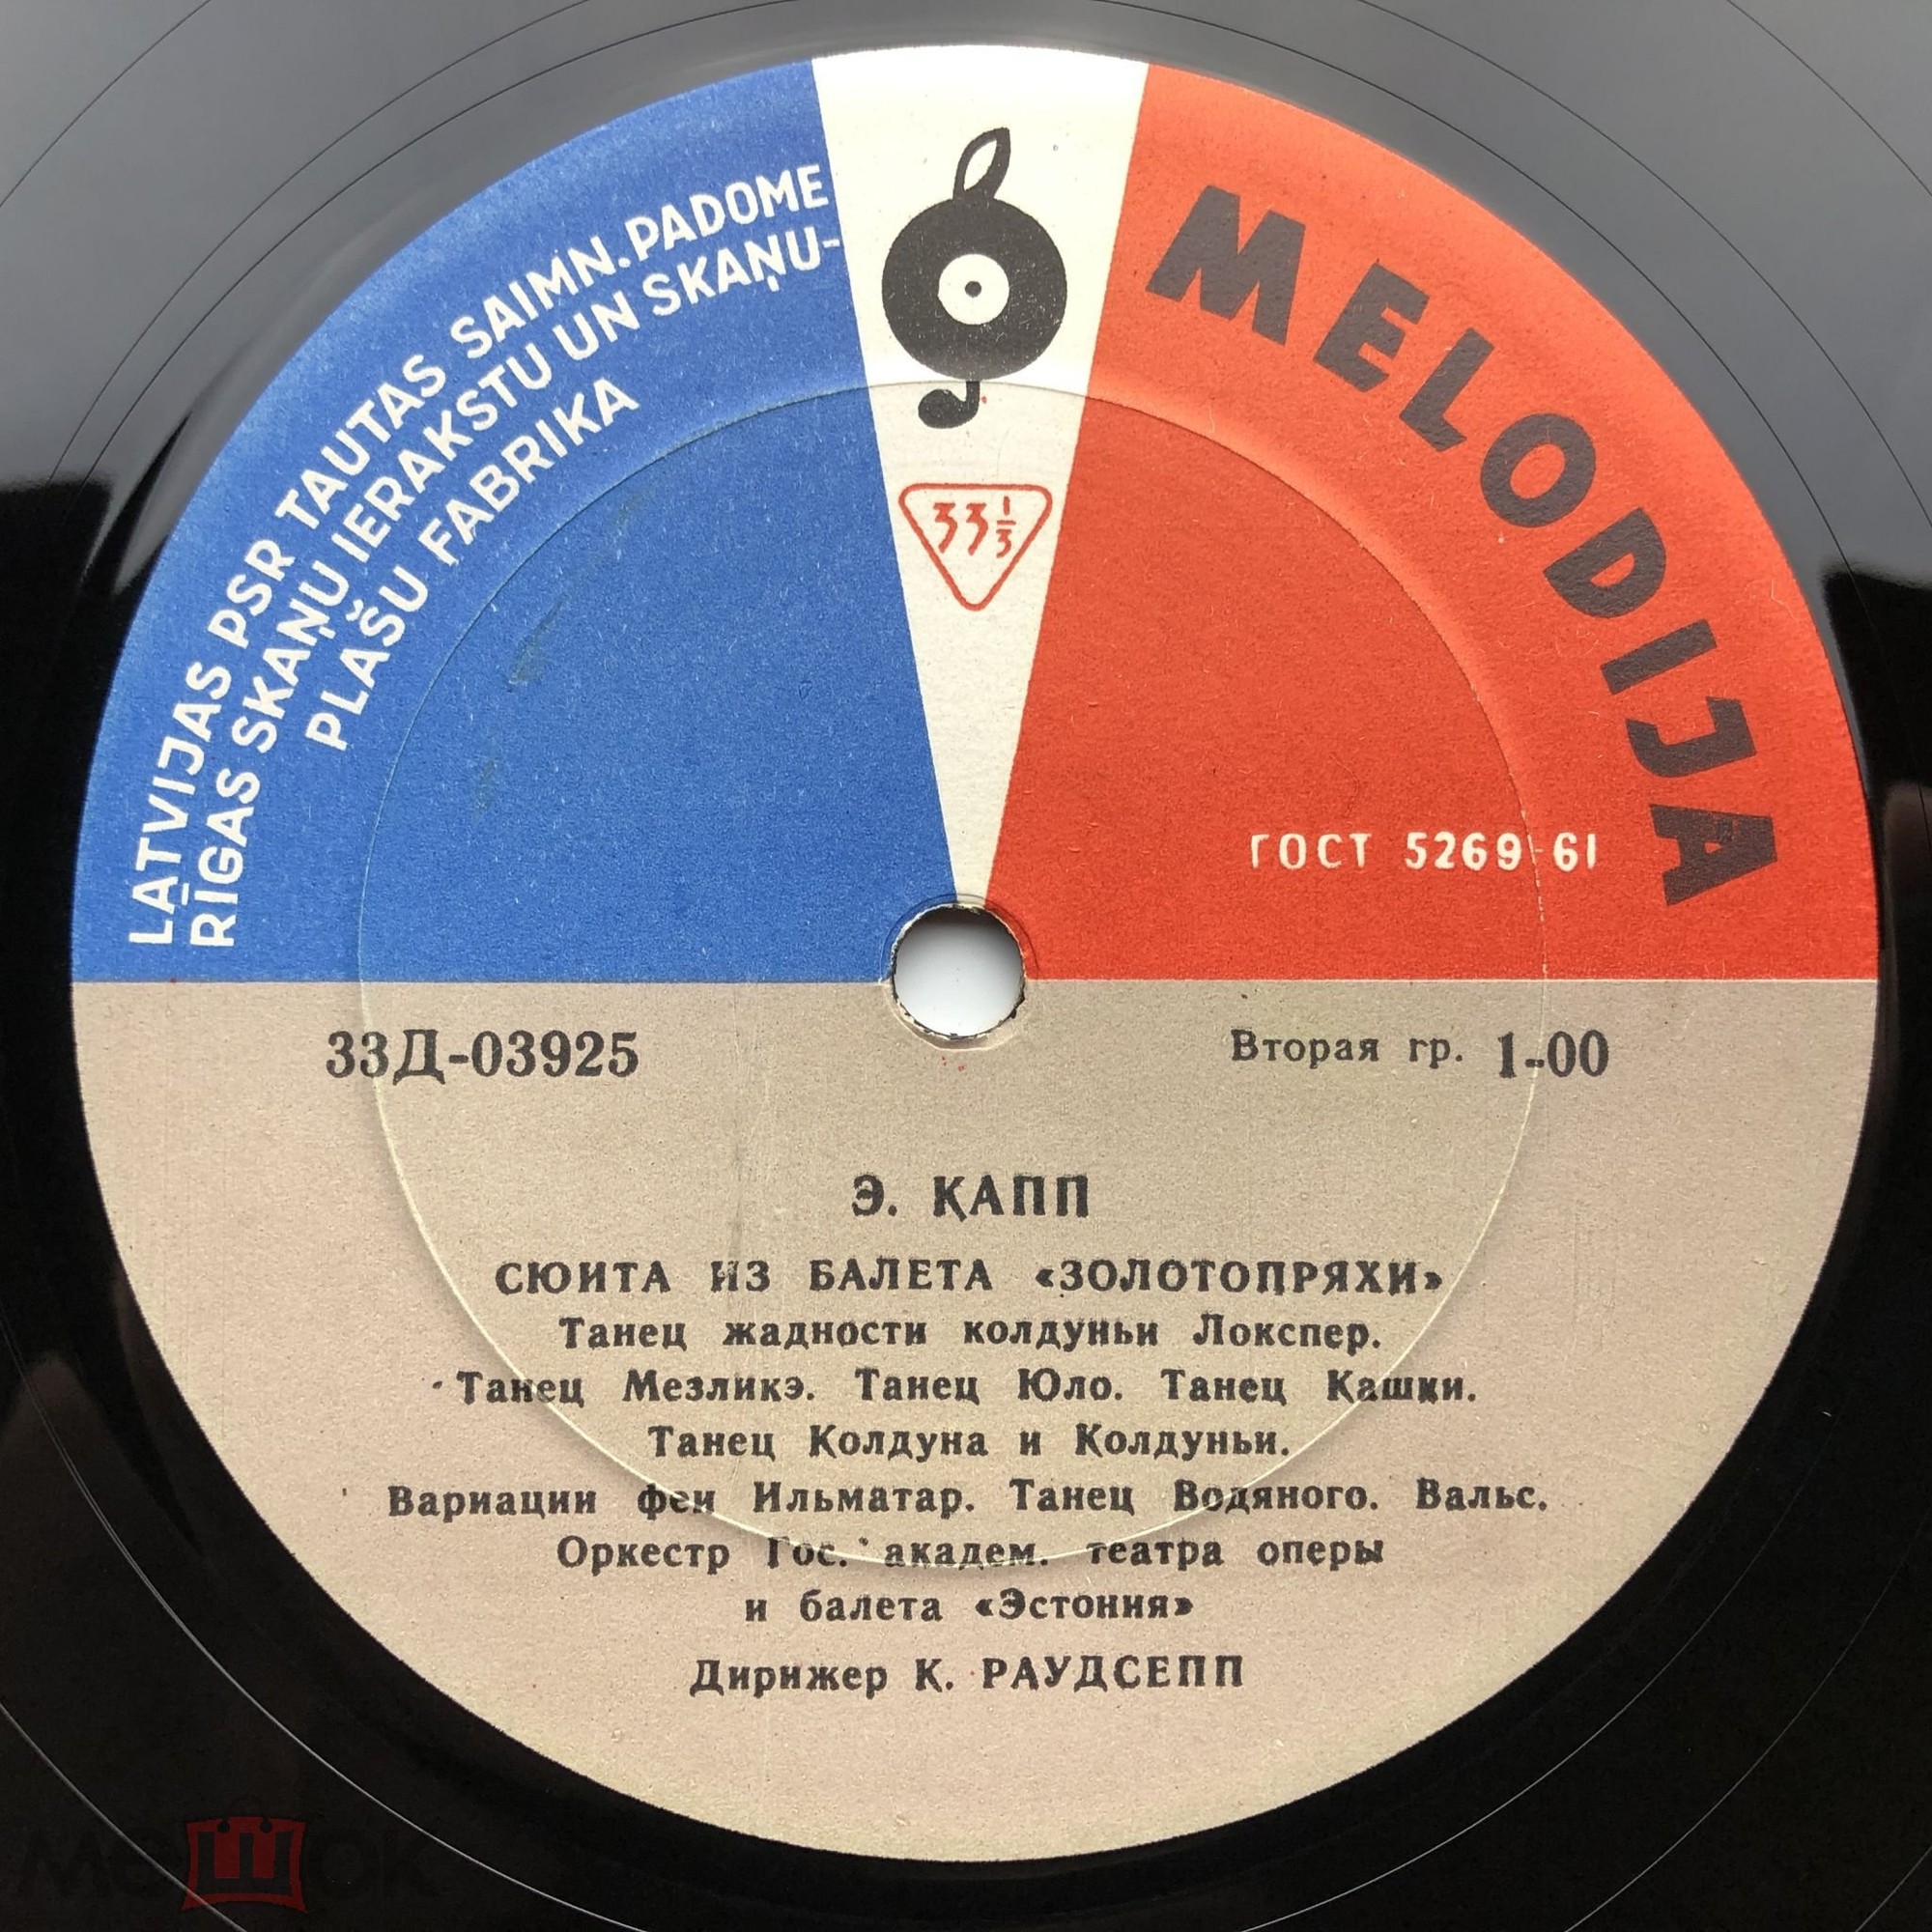 LATVIJAS PSR TAUTAS SAIMN. PADOME
RĪGAS SKAŅU IERAKSTU UN SKAŅU-
PLAŠU FABRIKA
MELODIJA
33⅓
ГОСТ 5269-61
33Д-03925
Вторая гр. 1-00
Э. КАПП
СЮИТА ИЗ БАЛЕТА «ЗОЛОТОПРЯХИ»
Танец жадности колдуньи Локспер.
Танец Мезликэ. Танец Юло. Танец Кашки.
Танец Колдуна и Колдуньи.
Вариации феи Ильматар. Танец Водяного. Вальс.
Оркестр Гос. академ. театра оперы
и балета «Эстония»
Дирижер К. РАУДСЕПП
мешок